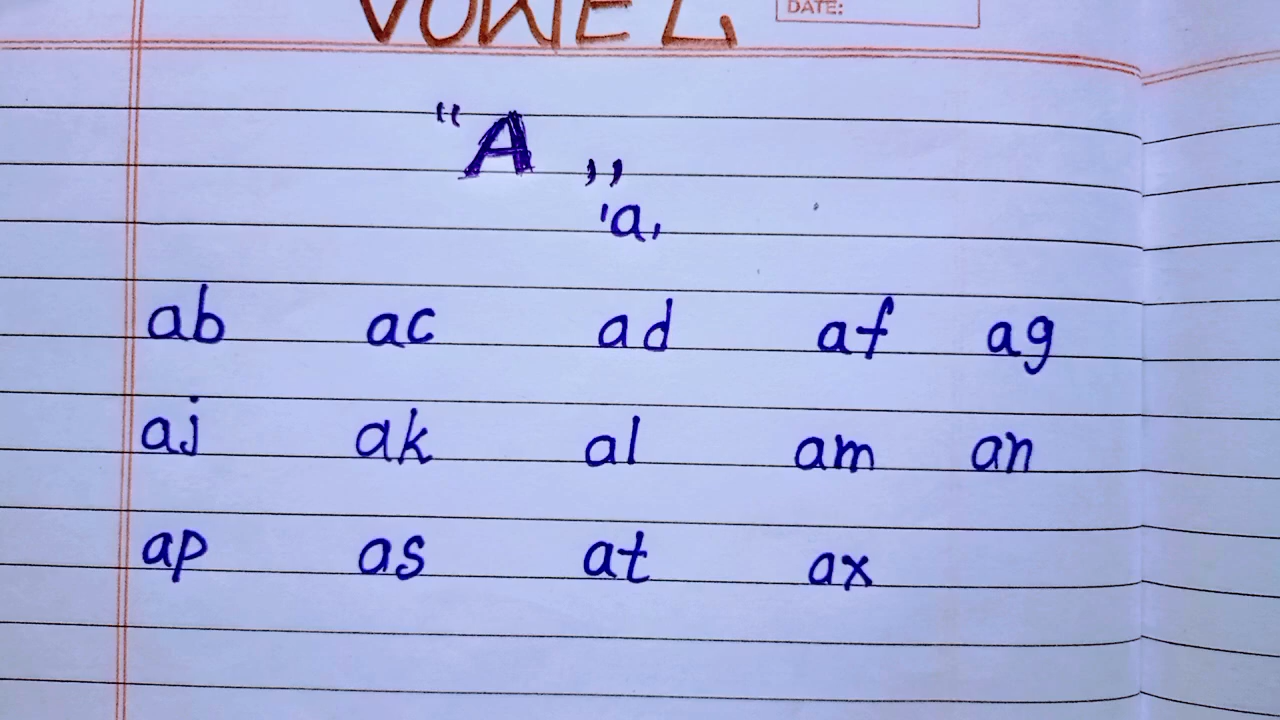 VOWEL
DATE:
"A ,,
'a,
ab ac ad af ag
aj ak al am an
ap as at ax